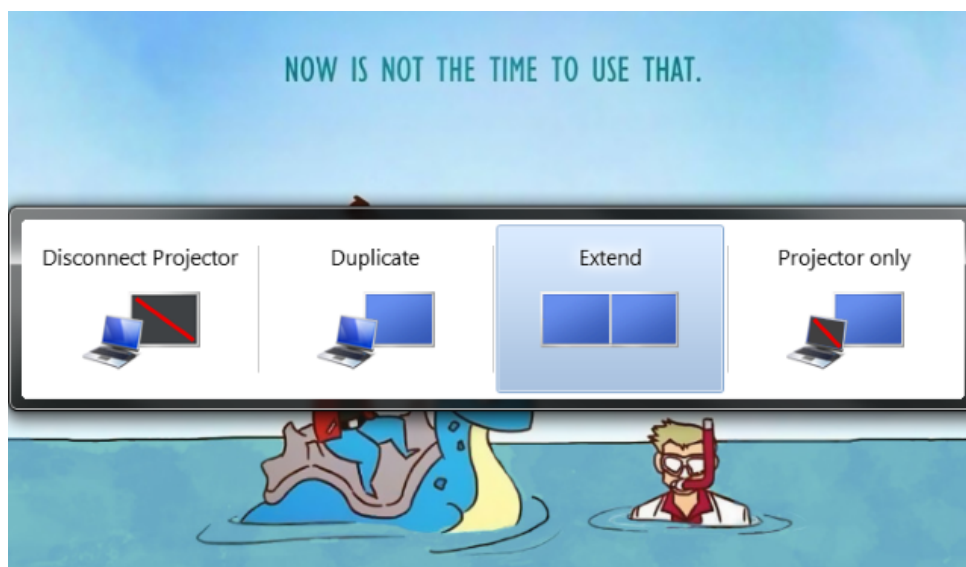 NOW IS NOT THE TIME TO USE THAT.
Disconnect Projector
Duplicate
Extend
Projector only